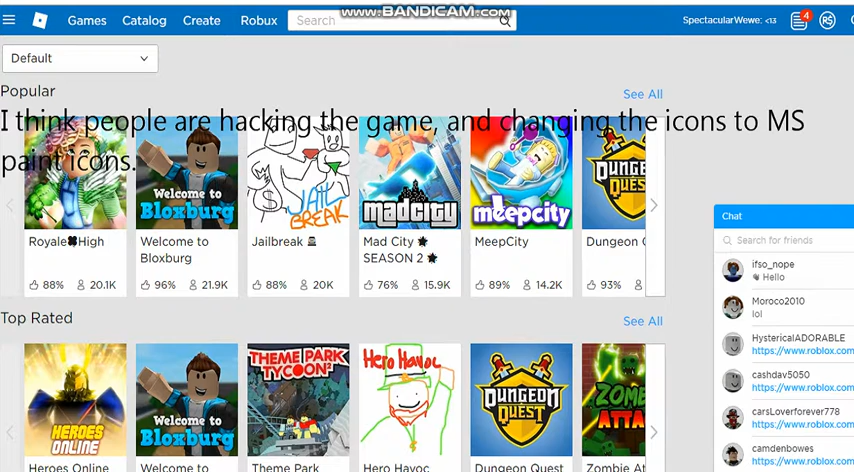 WWW.BANDICAM.COM
Games Catalog Create Robux Search SpectacularWewe: <13 4 R$
Default
Popular See All
I think people are hacking the game, and changing the icons to MS
paint icons.
Welcome to
Bloxburg
JAIL
BREAK
madcity
meepcity
DUNGEON
QUEST
Royale High
Welcome to
Bloxburg
Jailbreak
Mad City
SEASON 2
MeepCity
Dungeon
88% 20.1K 96% 21.9K 88% 20K 76% 15.9K 89% 14.2K 93%
Chat
Search for friends
ifso_nope
Hello
Moroco2010
lol
HystericalADORABLE
https://www.roblox.com
cashdav5050
https://www.roblox.com
carsLoverforever778
https://www.roblox.com
camdenbowes
https://www.roblox.com
Top Rated See All
HEROES
ONLINE
Welcome to
Bloxburg
THEME PARK
TYCOON 2
Hero Havoc
DUNGEON
QUEST
ZOMB
ATTA
Heroes Online Welcome to Theme Park Hero Havoc Dungeon Quest Zombie At